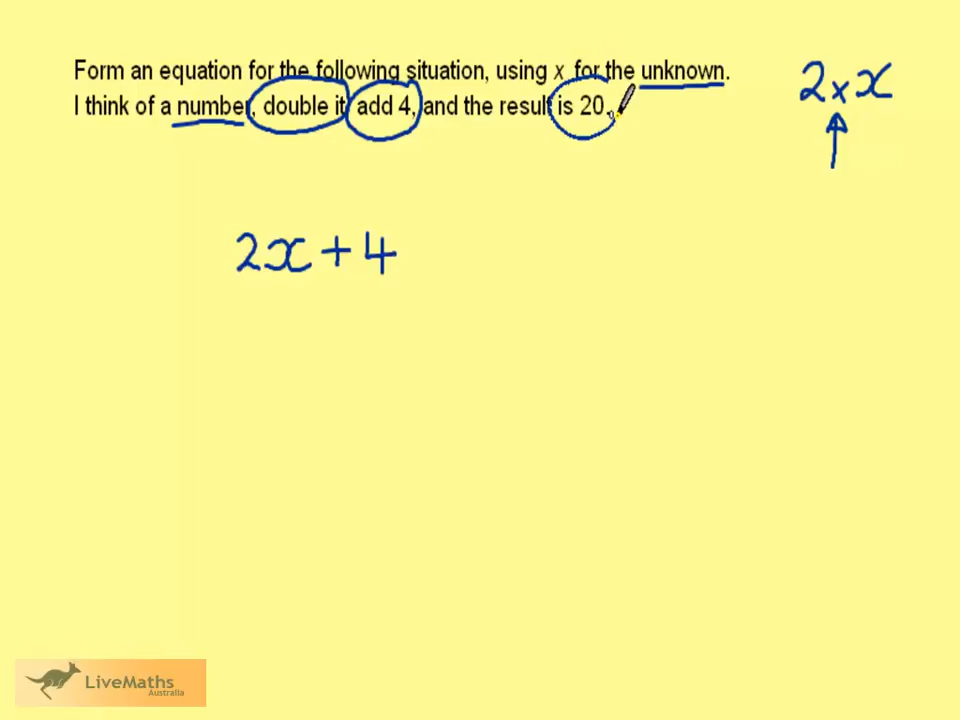 Form an equation for the following situation, using x for the unknown.
I think of a number, double it, add 4, and the result is 20.
2 × x
2x + 4
LiveMaths
Australia